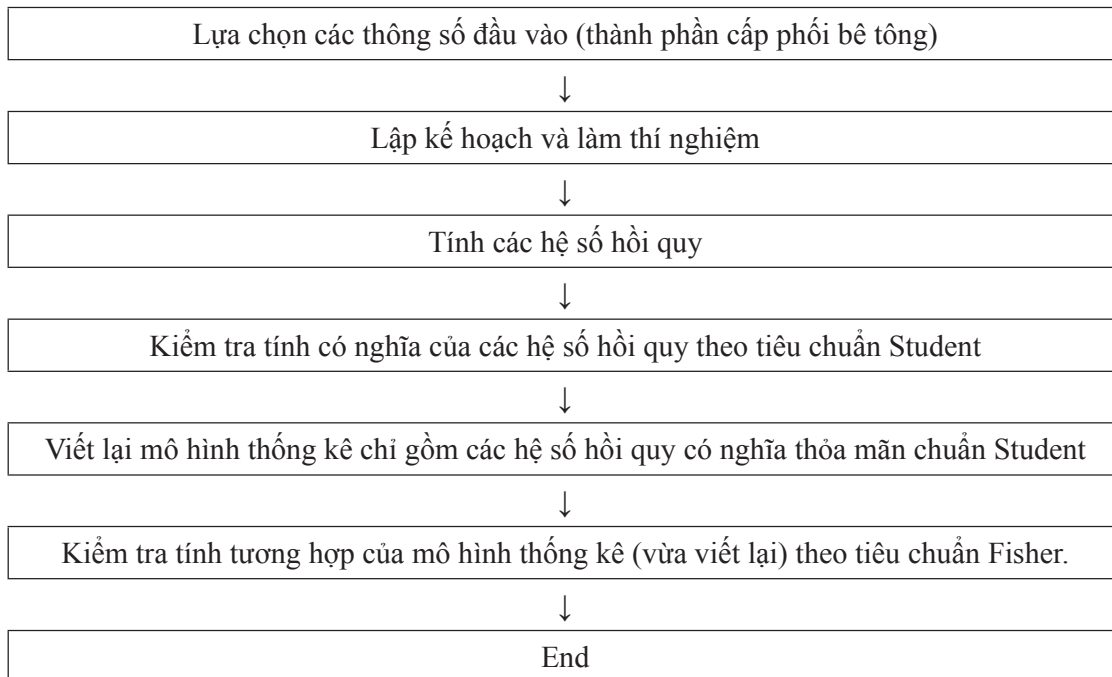 Lựa chọn các thông số đầu vào (thành phần cấp phối bê tông)
↓
Lập kế hoạch và làm thí nghiệm
↓
Tính các hệ số hồi quy
↓
Kiểm tra tính có nghĩa của các hệ số hồi quy theo tiêu chuẩn Student
↓
Viết lại mô hình thống kê chỉ gồm các hệ số hồi quy có nghĩa thỏa mãn chuẩn Student
↓
Kiểm tra tính tương hợp của mô hình thống kê (vừa viết lại) theo tiêu chuẩn Fisher.
↓
End